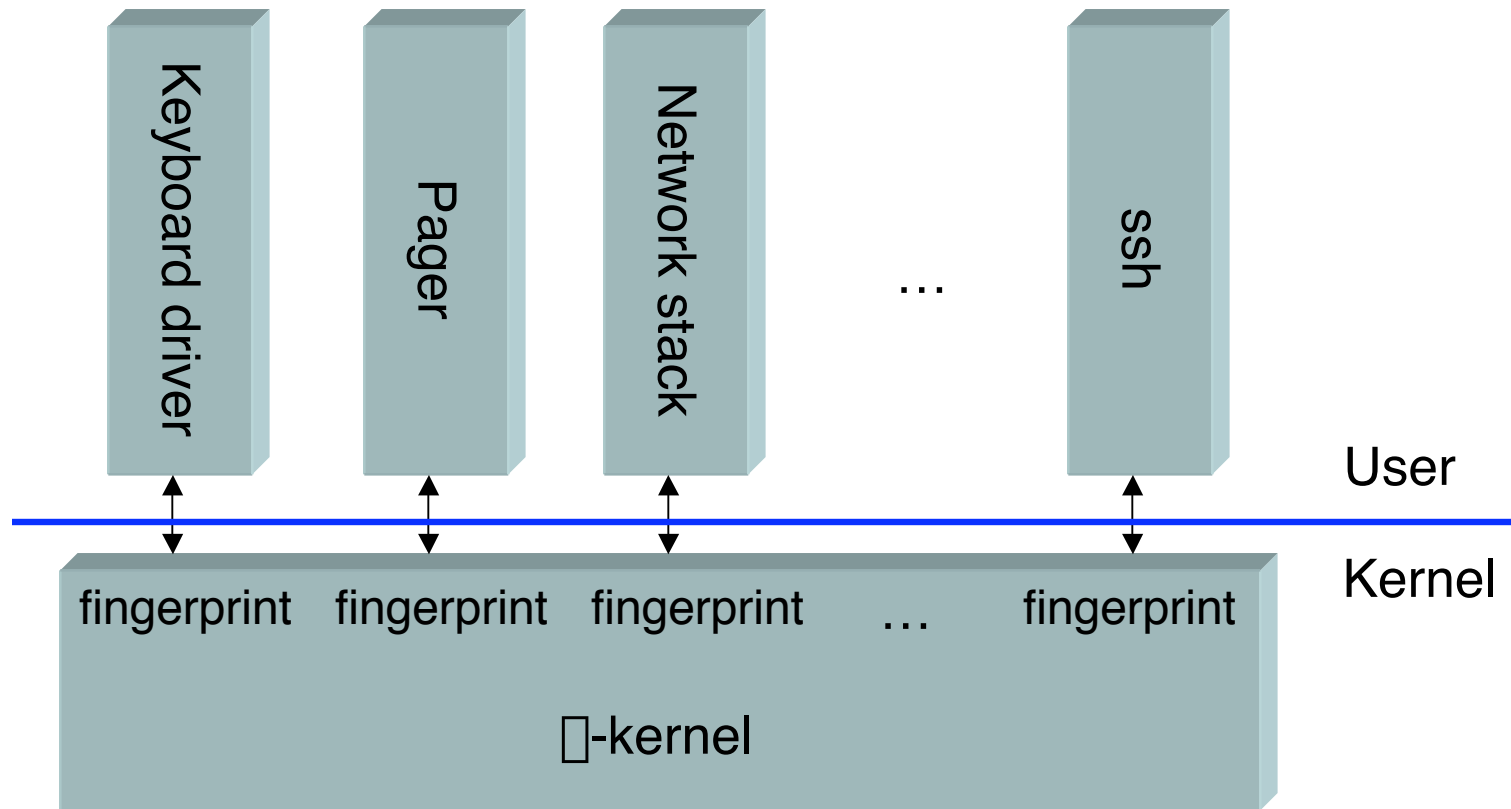 Keyboard driver
Pager
Network stack
…
ssh
User
Kernel
fingerprint fingerprint fingerprint … fingerprint
▯-kernel